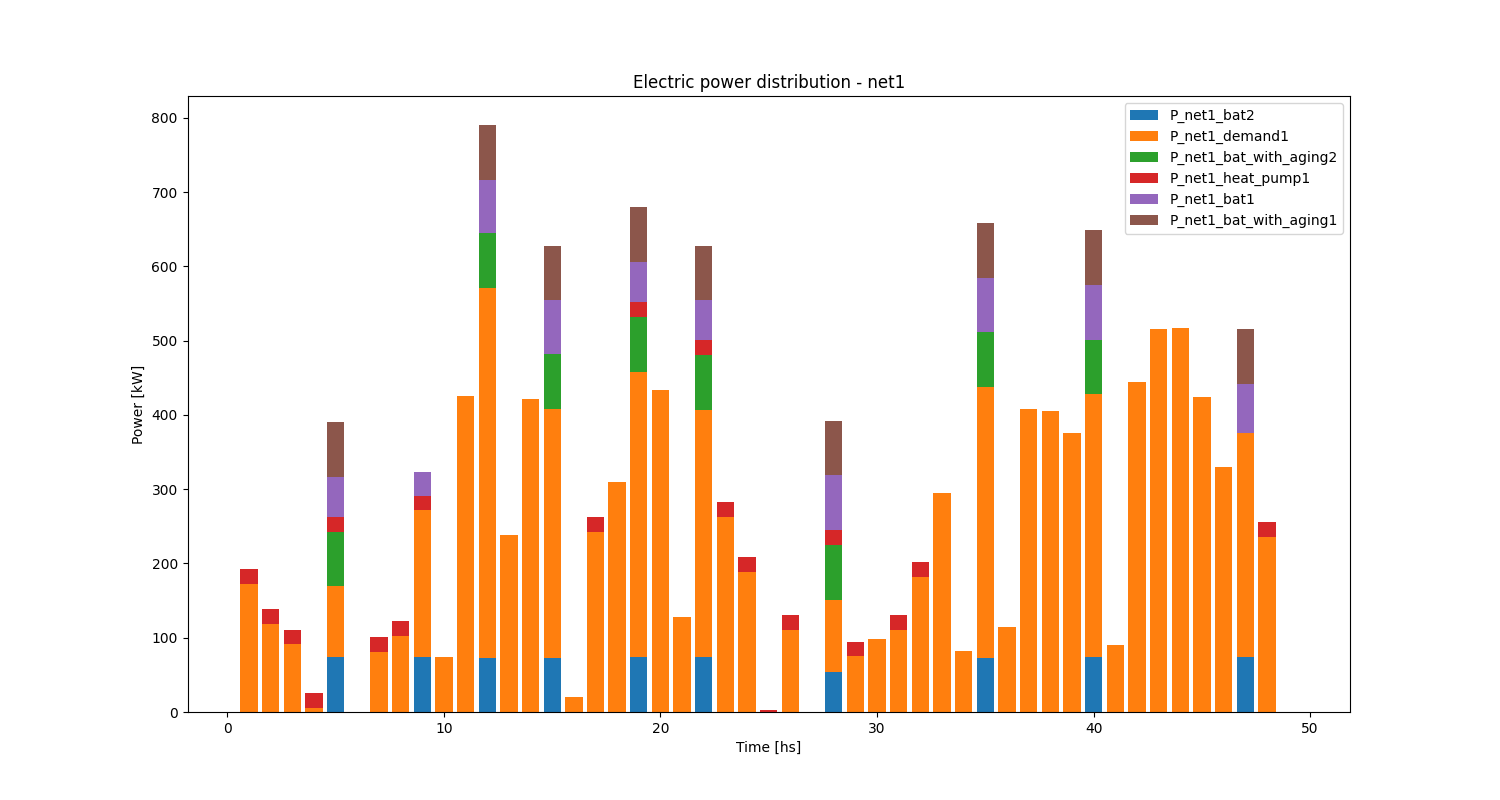 Electric power distribution - net1
800
700
600
500
400
300
200
100
0
Power [kW]
P_net1_bat2
P_net1_demand1
P_net1_bat_with_aging2
P_net1_heat_pump1
P_net1_bat1
P_net1_bat_with_aging1
0 10 20 30 40 50
Time [hs]